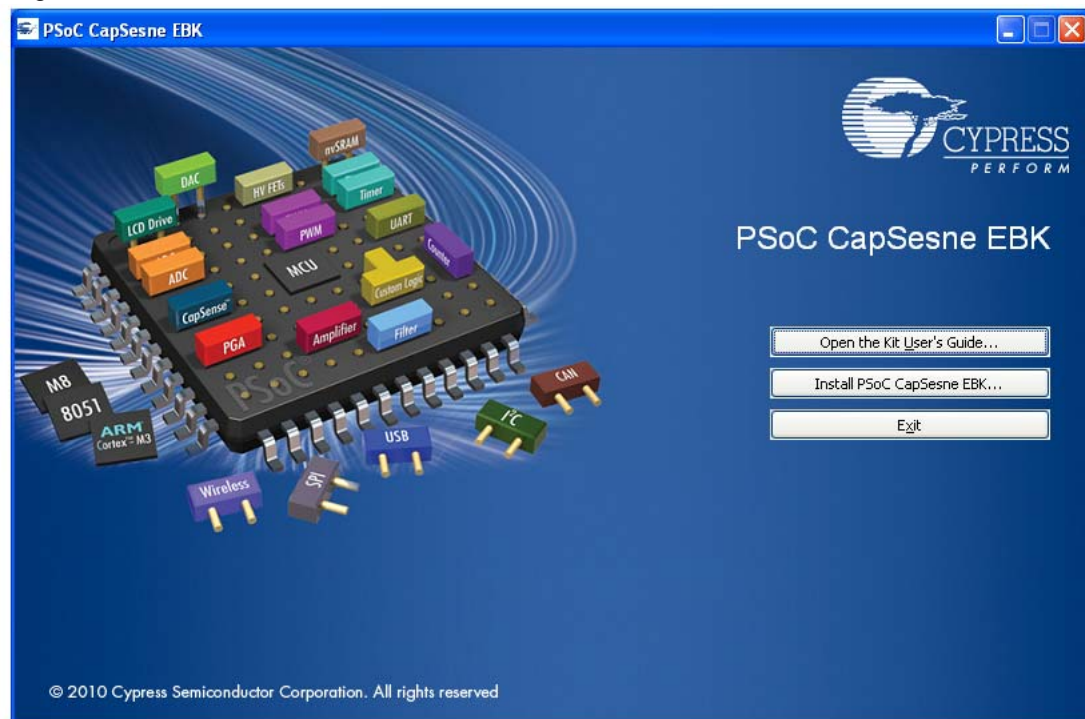 PSoC CapSesne EBK
CYPRESS
PERFORM
PSoC CapSesne EBK
Open the Kit User's Guide...
Install PSoC CapSesne EBK...
Exit
nvSRAM
DAC
HV FETs
Timer
LCD Drive
PWM
UART
Counter
ADC
MCU
Custom Logic
CapSense™
PGA
Amplifier
Filter
PSoC
M8
8051
ARM
Cortex™-M3
CAN
I²C
USB
SPI
Wireless
© 2010 Cypress Semiconductor Corporation. All rights reserved